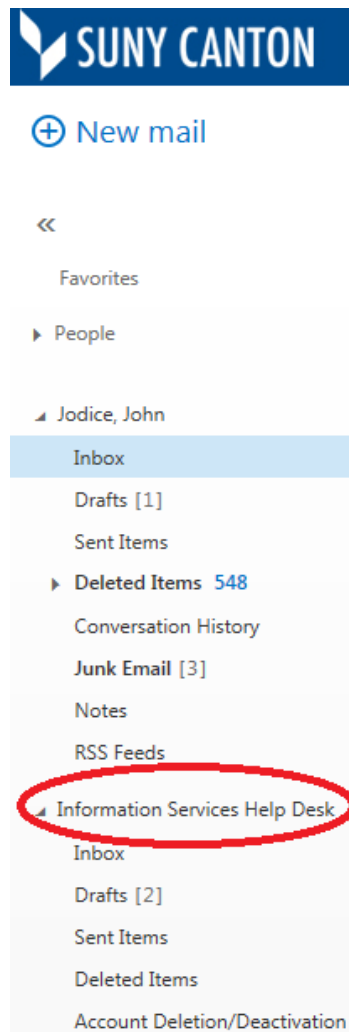 SUNY CANTON
New mail
Favorites
People
Jodice, John
Inbox
Drafts [1]
Sent Items
Deleted Items 548
Conversation History
Junk Email [3]
Notes
RSS Feeds
Information Services Help Desk
Inbox
Drafts [2]
Sent Items
Deleted Items
Account Deletion/Deactivation